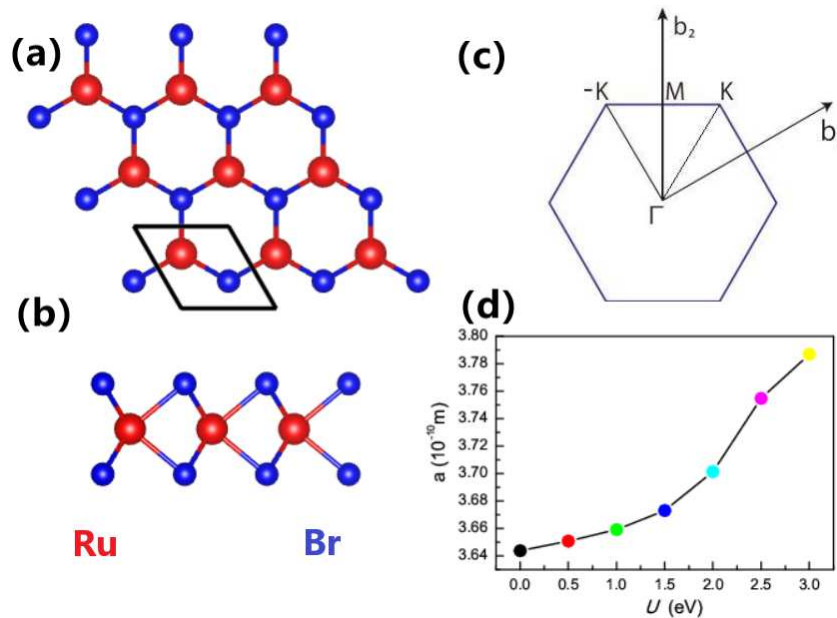 (a)
(b)
Ru Br
(c)
b₂
-K M K
b
Γ
(d)
a (10⁻¹⁰m)
3.80
3.78
3.76
3.74
3.72
3.70
3.68
3.66
3.64
0.0 0.5 1.0 1.5 2.0 2.5 3.0
U (eV)